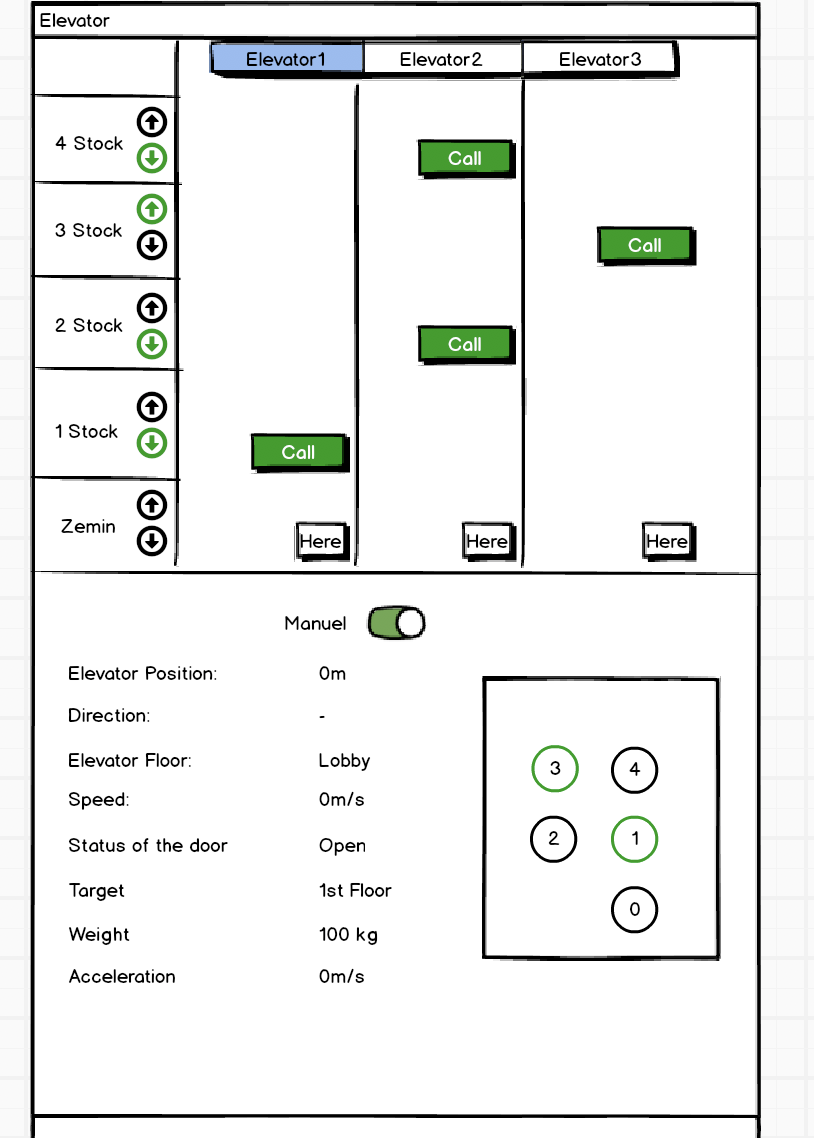 Elevator
Elevator1 Elevator2 Elevator3
4 Stock Call
3 Stock Call
2 Stock Call
1 Stock Call
Zemin Here Here Here
Manuel
Elevator Position: 0m
Direction: -
Elevator Floor: Lobby
Speed: 0m/s
Status of the door Open
Target 1st Floor
Weight 100 kg
Acceleration 0m/s
3 4
2 1
0